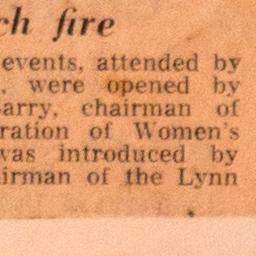 ch fire
events, attended by
, were opened by
arry, chairman of
ration of Women's
was introduced by
irman of the Lynn